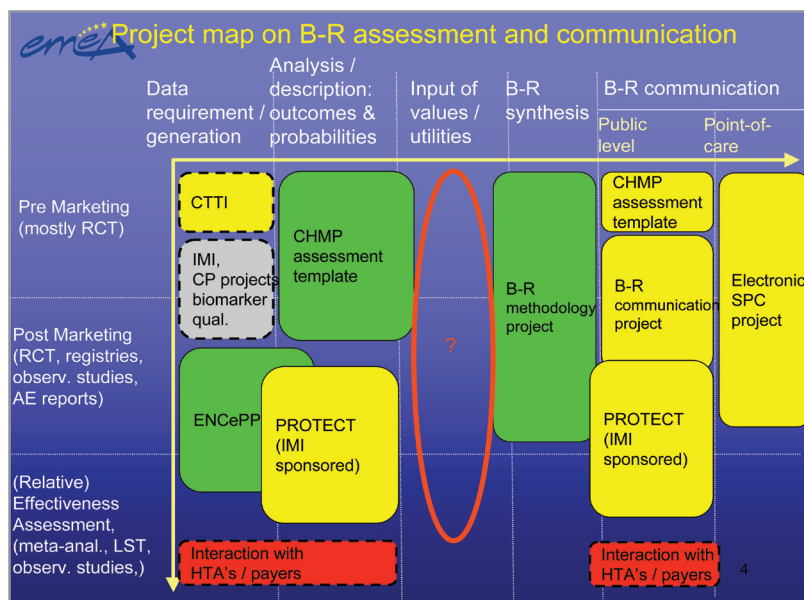 emeA
Project map on B-R assessment and communication
Data
requirement /
generation
Analysis /
description:
outcomes &
probabilities
Input of
values /
utilities
B-R
synthesis
B-R communication
Public
level
Point-of-
care
Pre Marketing
(mostly RCT)
CTTI
IMI,
CP projects
biomarker
qual.
CHMP
assessment
template
?
B-R
methodology
project
CHMP
assessment
template
B-R
communication
project
Electronic
SPC
project
Post Marketing
(RCT, registries,
observ. studies,
AE reports)
ENCePP
PROTECT
(IMI
sponsored)
PROTECT
(IMI
sponsored)
(Relative)
Effectiveness
Assessment,
(meta-anal., LST,
observ. studies,)
Interaction with
HTA's / payers
Interaction with
HTA's / payers
4